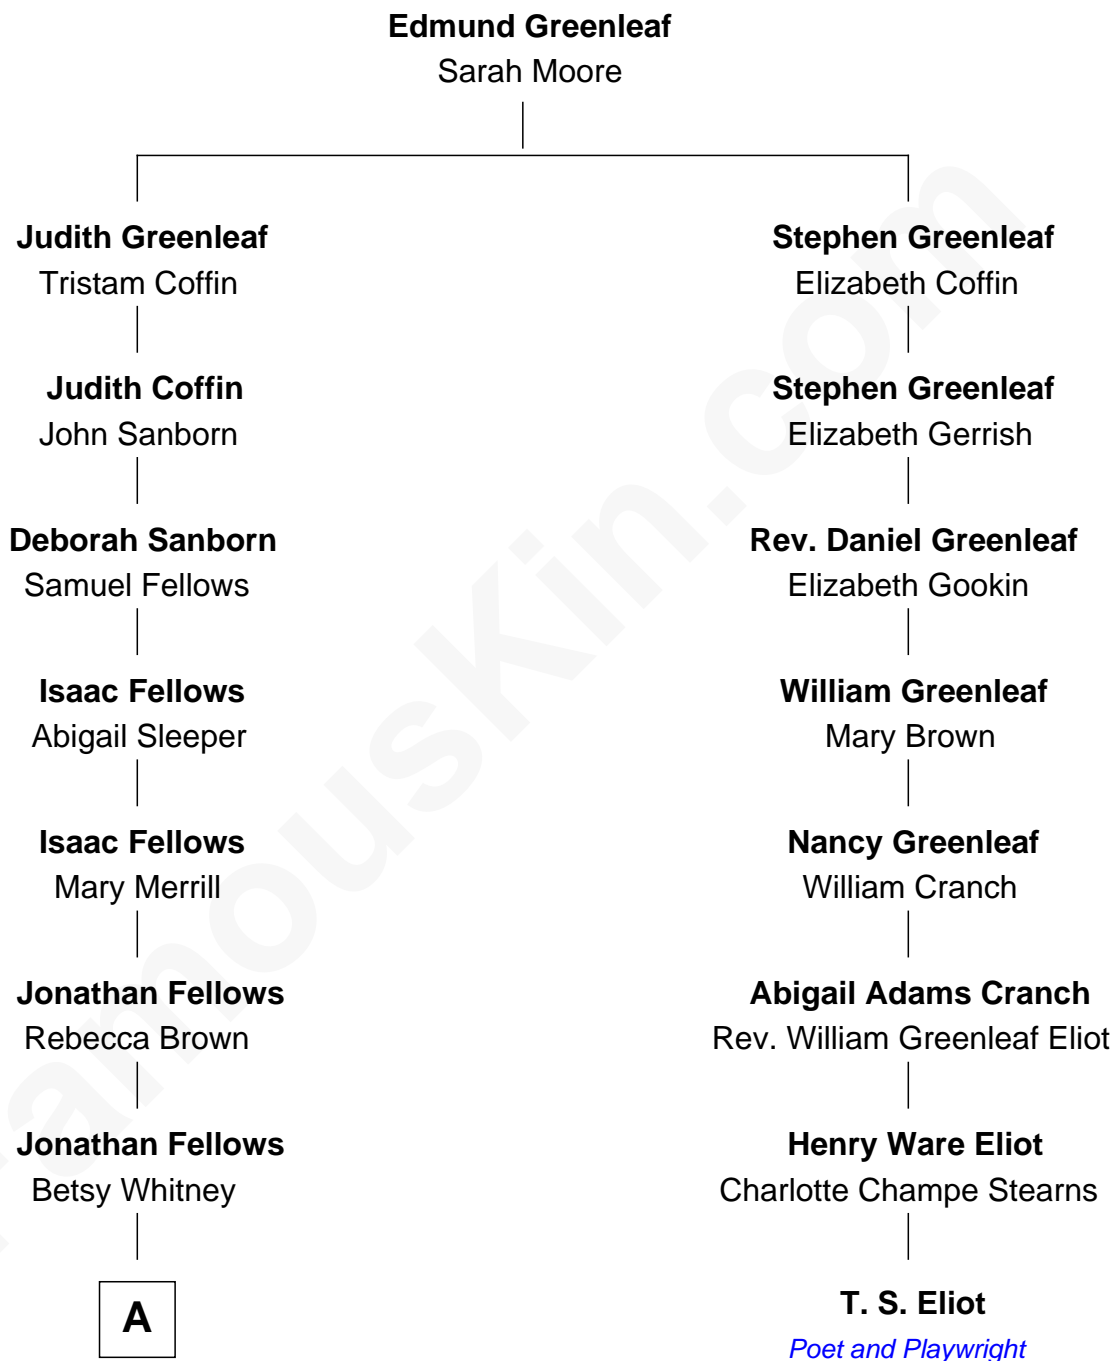 Edmund Greenleaf
Sarah Moore
Judith Greenleaf
Tristam Coffin
Stephen Greenleaf
Elizabeth Coffin
Judith Coffin
John Sanborn
Stephen Greenleaf
Elizabeth Gerrish
Deborah Sanborn
Samuel Fellows
Rev. Daniel Greenleaf
Elizabeth Gookin
Isaac Fellows
Abigail Sleeper
William Greenleaf
Mary Brown
Isaac Fellows
Mary Merrill
Nancy Greenleaf
William Cranch
Jonathan Fellows
Rebecca Brown
Abigail Adams Cranch
Rev. William Greenleaf Eliot
Jonathan Fellows
Betsy Whitney
Henry Ware Eliot
Charlotte Champe Stearns
A
T. S. Eliot
Poet and Playwright
FamousKin.com